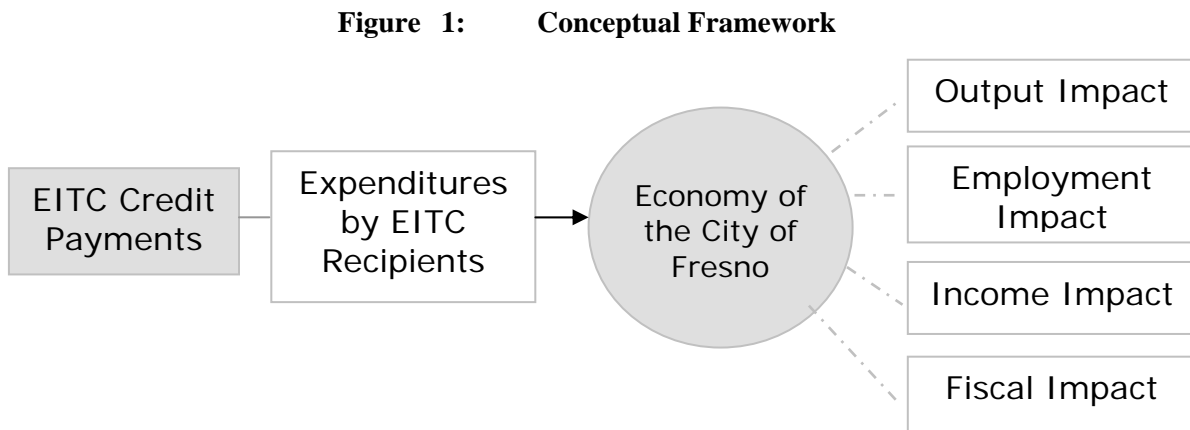 Figure 1: Conceptual Framework
EITC Credit
Payments
Expenditures
by EITC
Recipients
Economy of
the City of
Fresno
Output Impact
Employment
Impact
Income Impact
Fiscal Impact